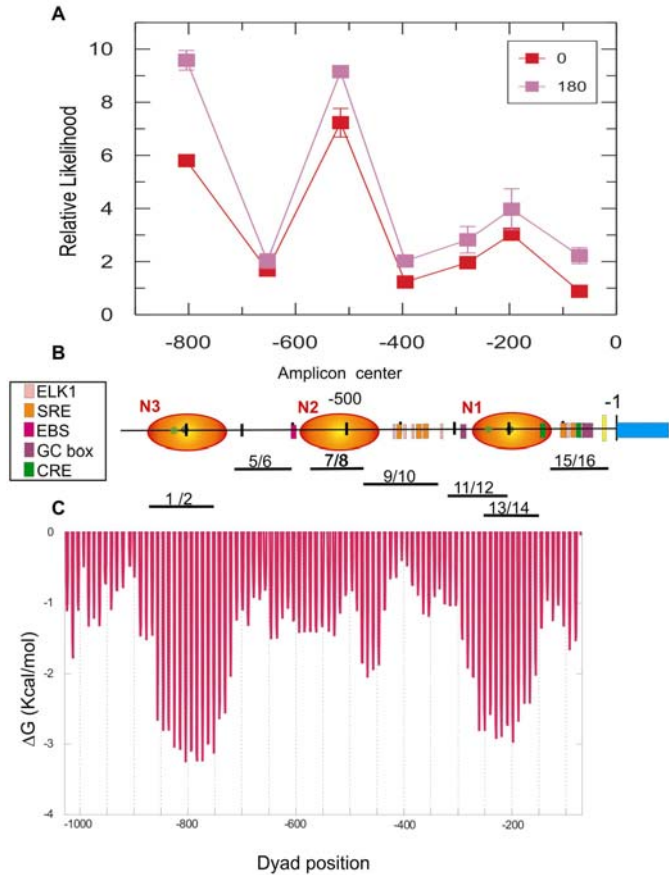 A
Relative Likelihood
10
8
6
4
2
0
0
180
-800
-600
-400
-200
0
Amplicon center
B
ELK1
SRE
EBS
GC box
CRE
N3
N2
-500
N1
-1
5/6
7/8
9/10
11/12
15/16
1 /2
13/14
C
ΔG (Kcal/mol)
0
-1
-2
-3
-4
-1000
-800
-600
-400
-200
Dyad position